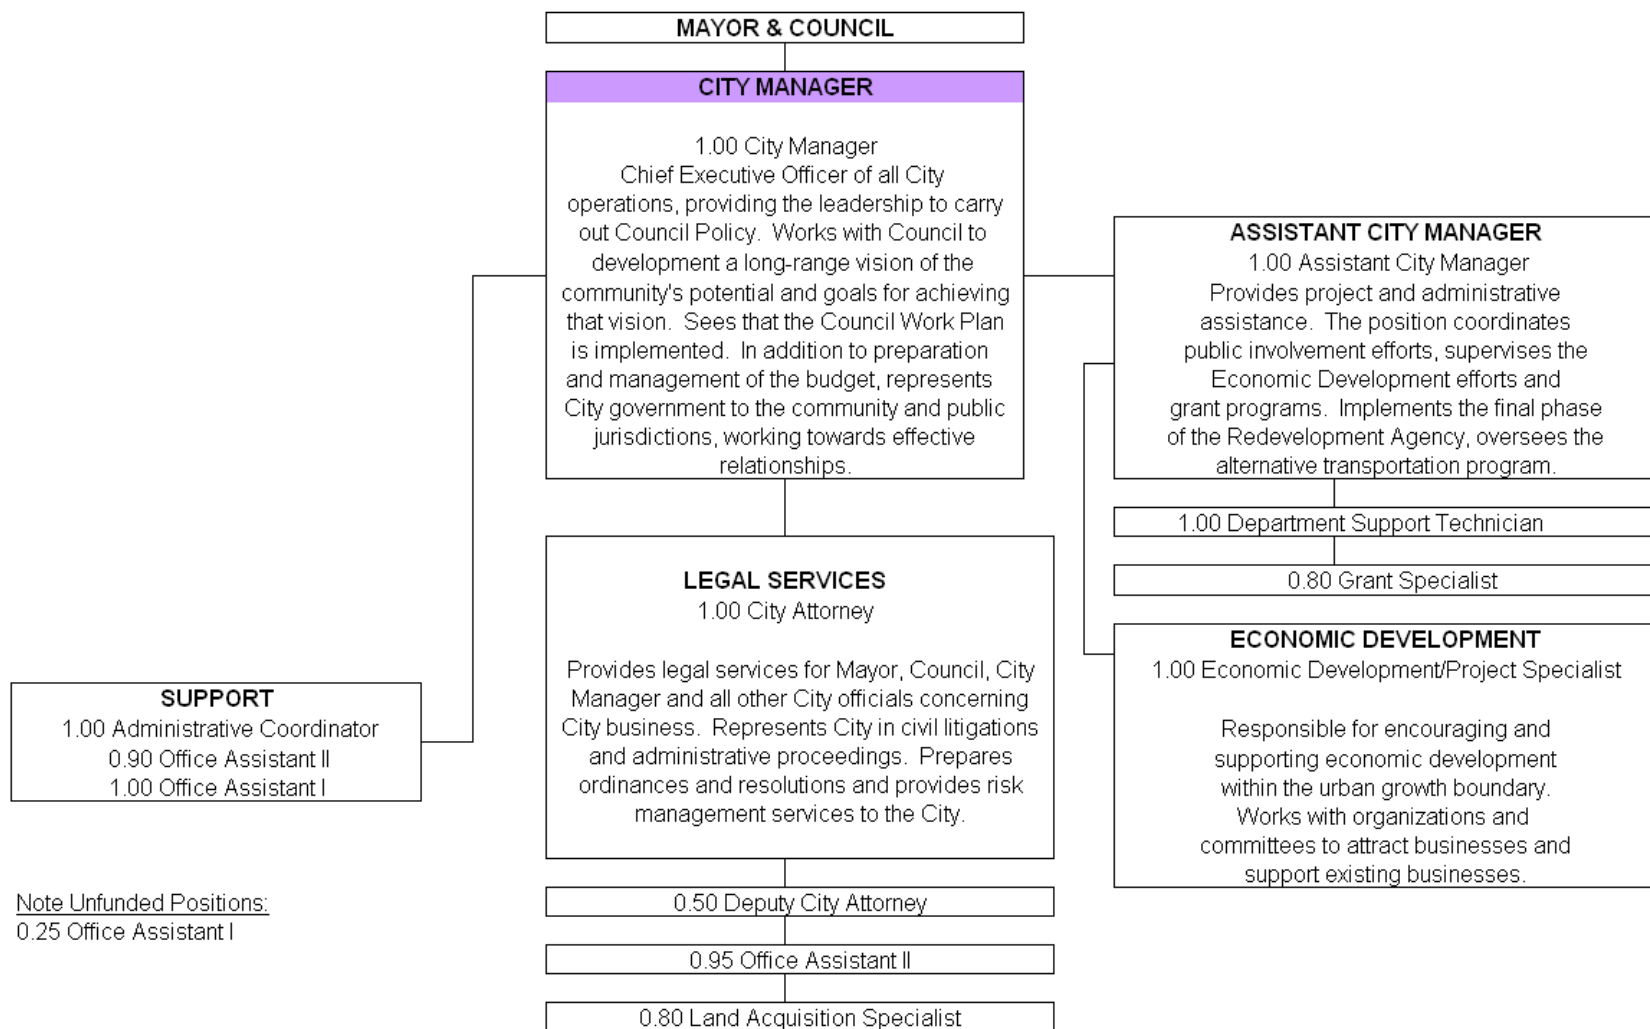 MAYOR & COUNCIL
CITY MANAGER
1.00 City Manager
Chief Executive Officer of all City
operations, providing the leadership to carry
out Council Policy.  Works with Council to
development a long-range vision of the
community's potential and goals for achieving
that vision.  Sees that the Council Work Plan
is implemented.  In addition to preparation
and management of the budget, represents
City government to the community and public
jurisdictions, working towards effective
relationships.
ASSISTANT CITY MANAGER
1.00 Assistant City Manager
Provides project and administrative
assistance.  The position coordinates
public involvement efforts, supervises the
Economic Development efforts and
grant programs.  Implements the final phase
of the Redevelopment Agency, oversees the
alternative transportation program.
1.00 Department Support Technician
0.80 Grant Specialist
ECONOMIC DEVELOPMENT
1.00 Economic Development/Project Specialist
Responsible for encouraging and
supporting economic development
within the urban growth boundary.
Works with organizations and
committees to attract businesses and
support existing businesses.
LEGAL SERVICES
1.00 City Attorney
Provides legal services for Mayor, Council, City
Manager and all other City officials concerning
City business.  Represents City in civil litigations
and administrative proceedings.  Prepares
ordinances and resolutions and provides risk
management services to the City.
0.50 Deputy City Attorney
0.95 Office Assistant II
0.80 Land Acquisition Specialist
SUPPORT
1.00 Administrative Coordinator
0.90 Office Assistant II
1.00 Office Assistant I
Note Unfunded Positions:
0.25 Office Assistant I